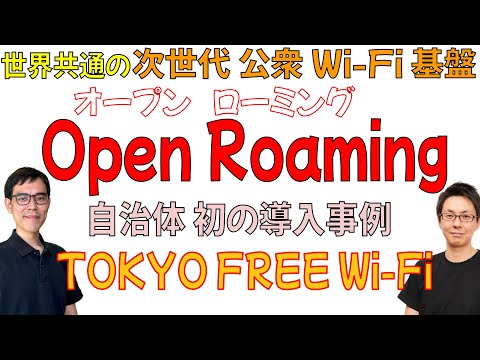 世界共通の次世代 公衆 Wi-Fi 基盤
オープン ローミング
Open Roaming
自治体 初の導入事例
TOKYO FREE Wi-Fi